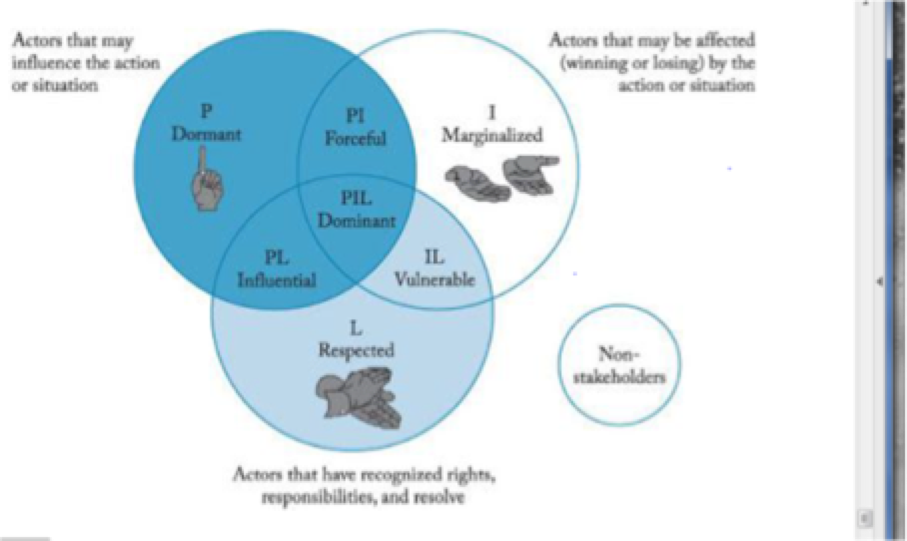 Actors that may
influence the action
or situation
Actors that may be affected
(winning or losing) by the
action or situation
P
Dormant
PI
Forceful
I
Marginalized
PIL
Dominant
PL
Influential
IL
Vulnerable
L
Respected
Non-
stakeholders
Actors that have recognized rights,
responsibilities, and resolve